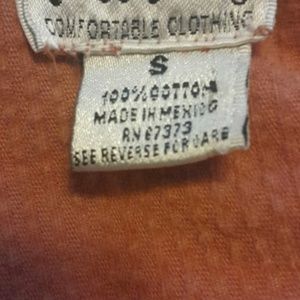 COMFORTABLE CLOTHING
S
100% COTTON
MADE IN MEXICO
RN 67373
SEE REVERSE FOR CARE